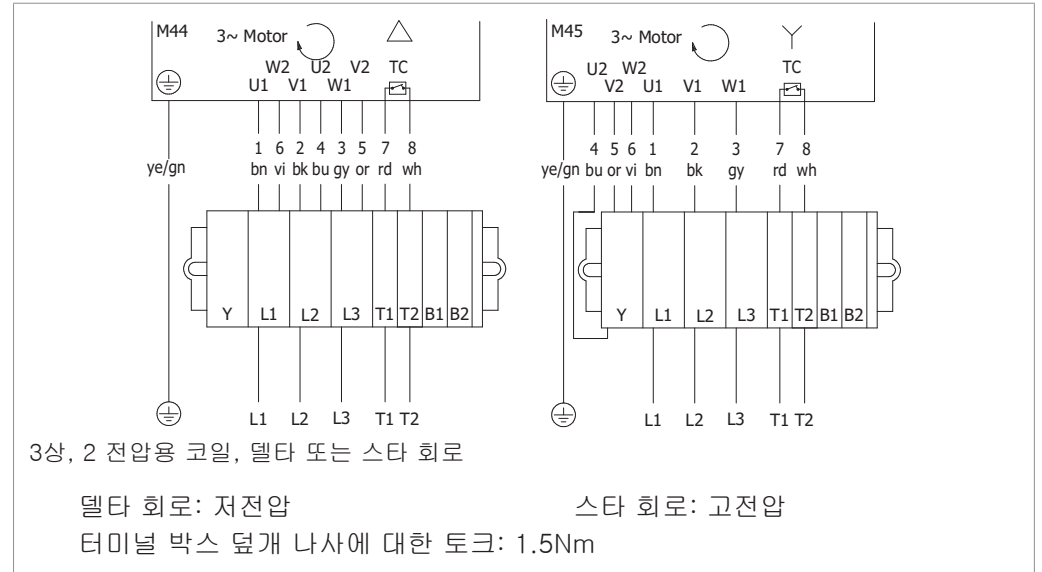 M44 3~ Motor △
W2 U2 V2 TC
U1 V1 W1
1 6 2 4 3 5 7 8
ye/gn bn vi bk bu gy or rd wh
Y L1 L2 L3 T1 T2 B1 B2
L1 L2 L3 T1 T2
M45 3~ Motor Y
U2 W2 TC
V2 U1 V1 W1
4 5 6 1 2 3 7 8
ye/gn bu or vi bn bk gy rd wh
Y L1 L2 L3 T1 T2 B1 B2
L1 L2 L3 T1 T2
3상, 2 전압용 코일, 델타 또는 스타 회로
델타 회로: 저전압 스타 회로: 고전압
터미널 박스 덮개 나사에 대한 토크: 1.5Nm